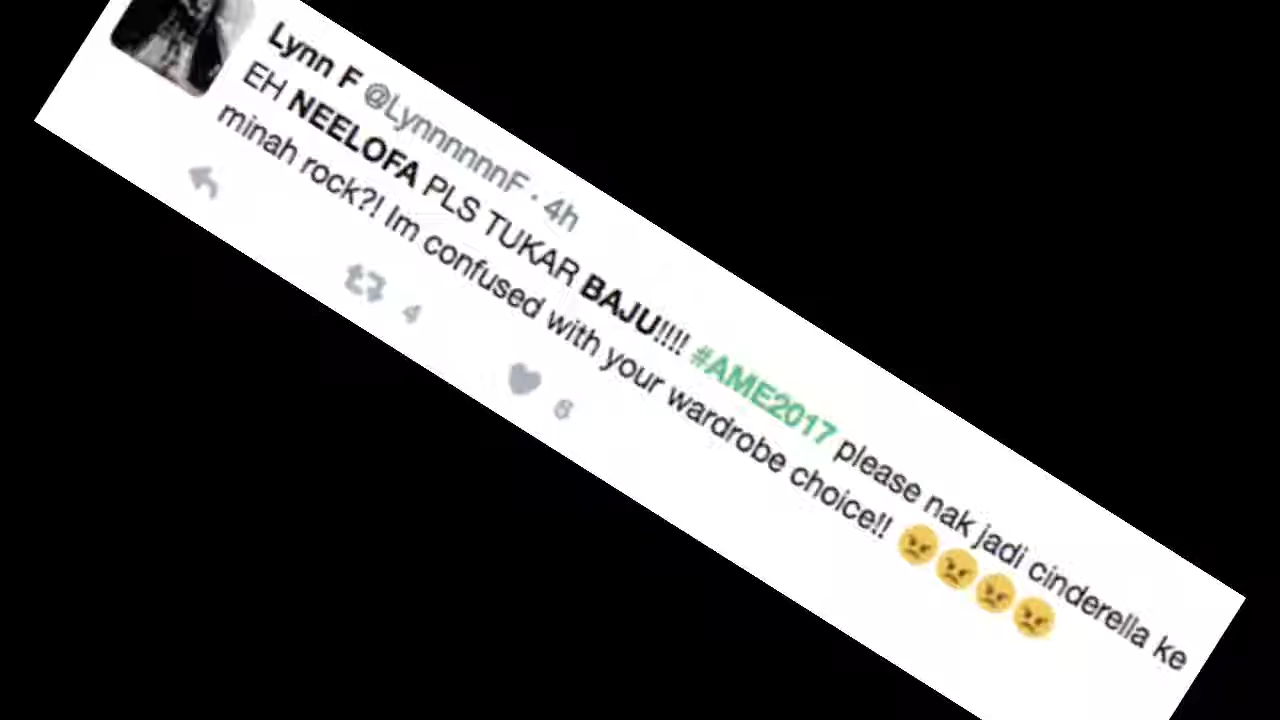 Lynn F @LynnnnnnF · 4h
EH NEELOFA PLS TUKAR BAJU!!!! #AME2017 please nak jadi cinderella ke
minah rock?! Im confused with your wardrobe choice!! 😠😠😠😠
4 6